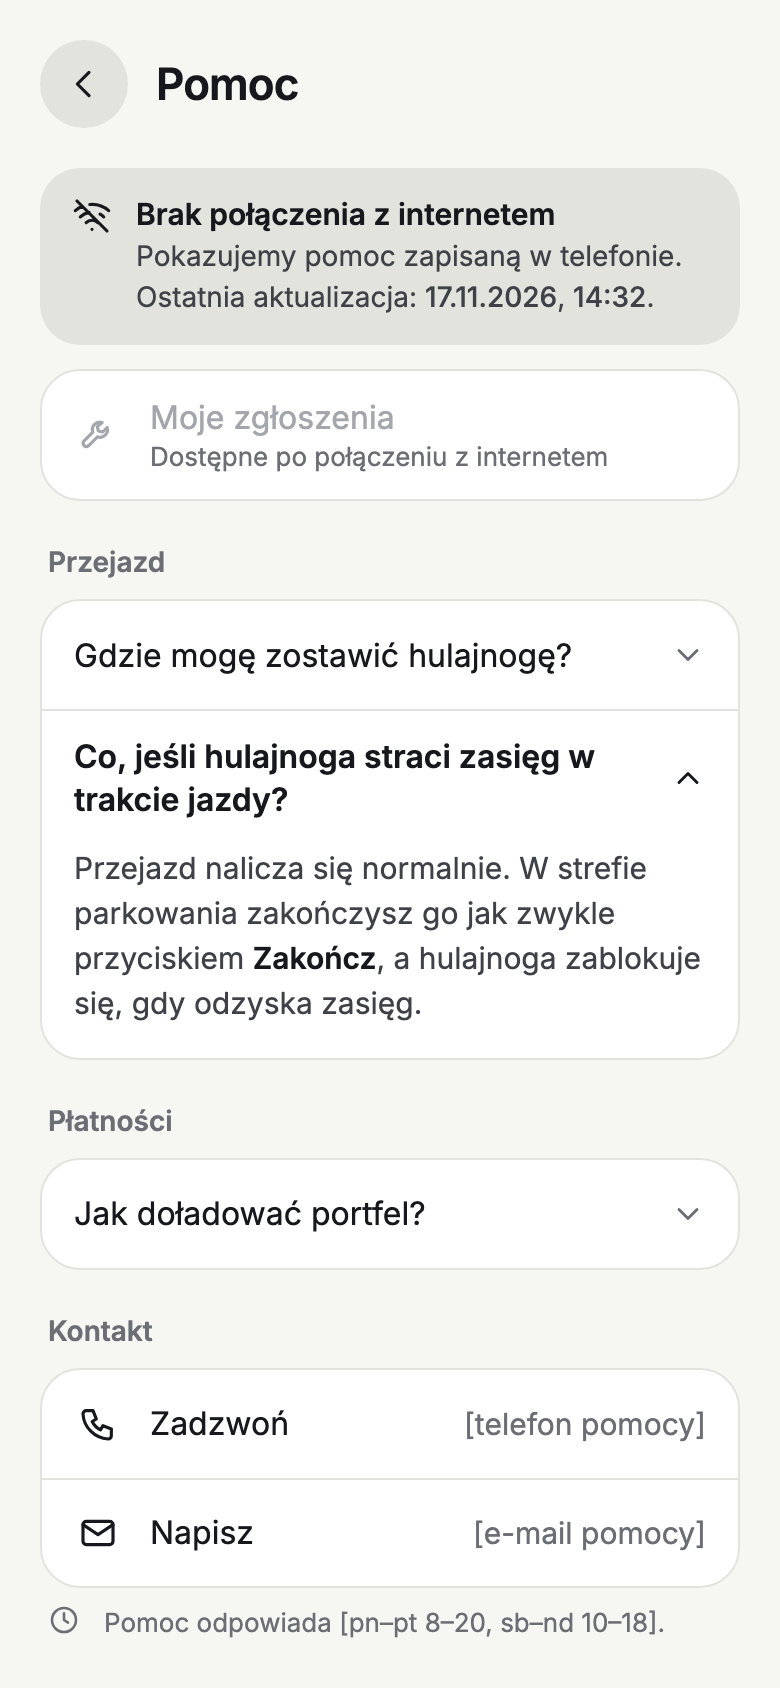 Pomoc
Brak połączenia z internetem
Pokazujemy pomoc zapisaną w telefonie.
Ostatnia aktualizacja: 17.11.2026, 14:32.
Moje zgłoszenia
Dostępne po połączeniu z internetem
Przejazd
Gdzie mogę zostawić hulajnogę?
Co, jeśli hulajnoga straci zasięg w
trakcie jazdy?
Przejazd nalicza się normalnie. W strefie
parkowania zakończysz go jak zwykle
przyciskiem Zakończ, a hulajnoga zablokuje
się, gdy odzyska zasięg.
Płatności
Jak doładować portfel?
Kontakt
Zadzwoń [telefon pomocy]
Napisz [e-mail pomocy]
Pomoc odpowiada [pn–pt 8–20, sb–nd 10–18].